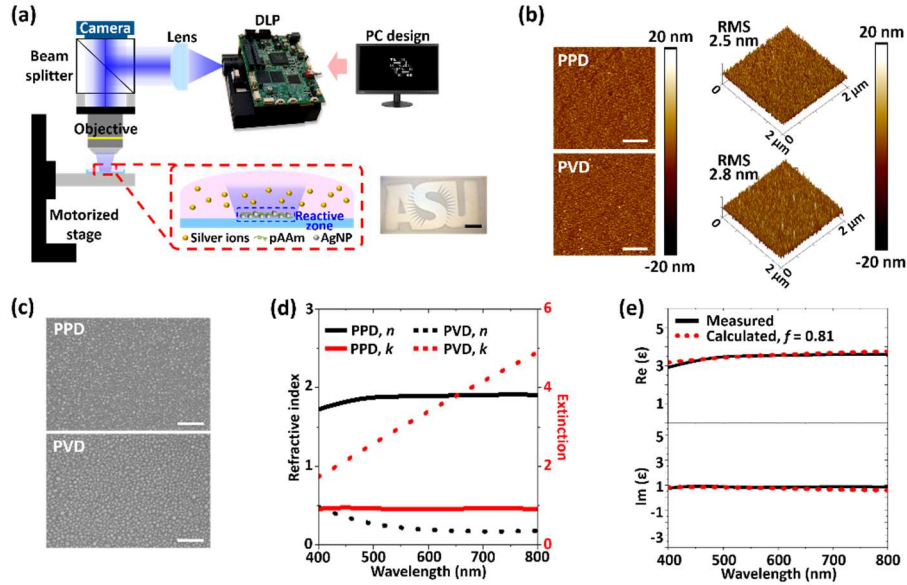 (a)
Camera
Beam
splitter
Lens
DLP
PC design
Objective
Motorized
stage
Reactive
zone
Silver ions
pAAm
AgNP
ASU
(b)
PPD
PVD
20 nm
-20 nm
RMS
2.5 nm
0
2 µm
2 µm
0
RMS
2.8 nm
0
2 µm
2 µm
0
20 nm
-20 nm
(c)
PPD
PVD
(d)
PPD, n
PVD, n
PPD, k
PVD, k
Refractive index
3
2
1
0
Extinction
6
4
2
0
400 500 600 700 800
Wavelength (nm)
(e)
Measured
Calculated, f = 0.81
Re (ε)
5
3
1
Im (ε)
5
3
1
-1
-3
400 500 600 700 800
Wavelength (nm)